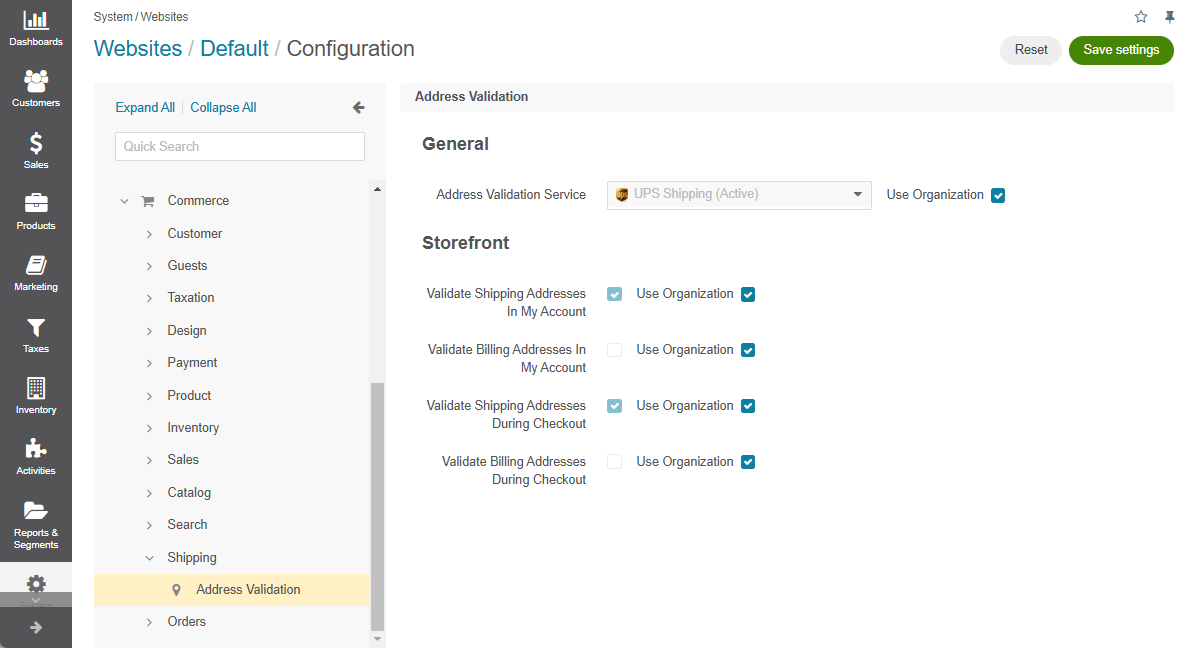 Dashboards
Customers
Sales
Products
Marketing
Taxes
Inventory
Activities
Reports &
Segments
System / Websites
Websites / Default / Configuration
Reset
Save settings
Expand All | Collapse All
Quick Search
Commerce
Customer
Guests
Taxation
Design
Payment
Product
Inventory
Sales
Catalog
Search
Shipping
Address Validation
Orders
Address Validation
General
Address Validation Service
ups UPS Shipping (Active)
Use Organization
Storefront
Validate Shipping Addresses
In My Account
Use Organization
Validate Billing Addresses In
My Account
Use Organization
Validate Shipping Addresses
During Checkout
Use Organization
Validate Billing Addresses
During Checkout
Use Organization